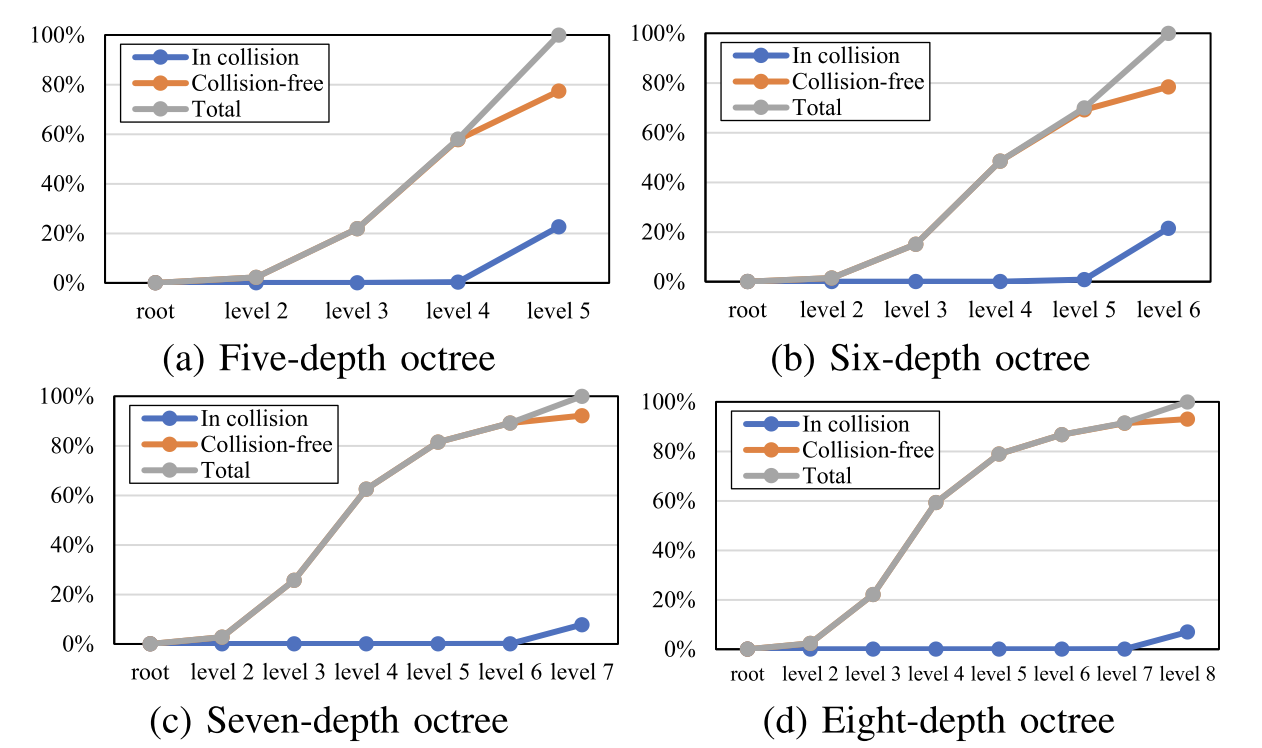 100%
80%
60%
40%
20%
0%
In collision
Collision-free
Total
root level 2 level 3 level 4 level 5
(a) Five-depth octree
100%
80%
60%
40%
20%
0%
In collision
Collision-free
Total
root level 2 level 3 level 4 level 5 level 6
(b) Six-depth octree
100%
80%
60%
40%
20%
0%
In collision
Collision-free
Total
root level 2 level 3 level 4 level 5 level 6 level 7
(c) Seven-depth octree
100%
80%
60%
40%
20%
0%
In collision
Collision-free
Total
root level 2 level 3 level 4 level 5 level 6 level 7 level 8
(d) Eight-depth octree